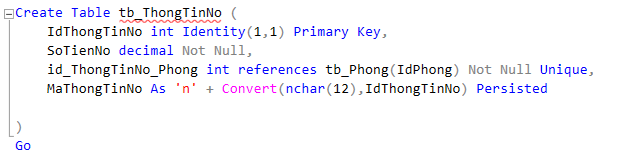 Create Table tb_ThongTinNo (
IdThongTinNo int Identity(1,1) Primary Key,
SoTienNo decimal Not Null,
id_ThongTinNo_Phong int references tb_Phong(IdPhong) Not Null Unique,
MaThongTinNo As 'n' + Convert(nchar(12),IdThongTinNo) Persisted
)
Go